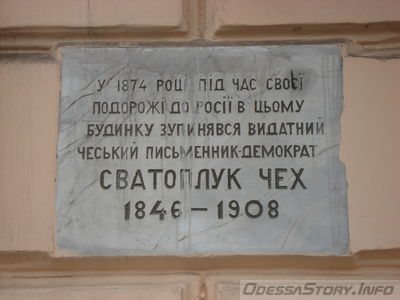 У 1874 РОЦІ ПІД ЧАС СВОЄЇ
ПОДОРОЖІ ДО РОСІЇ В ЦЬОМУ
БУДИНКУ ЗУПИНЯВСЯ ВИДАТНИЙ
ЧЕСЬКИЙ ПИСЬМЕННИК-ДЕМОКРАТ
СВАТОПЛУК ЧЕХ
1846 – 1908
ODESSASTORY.INFO